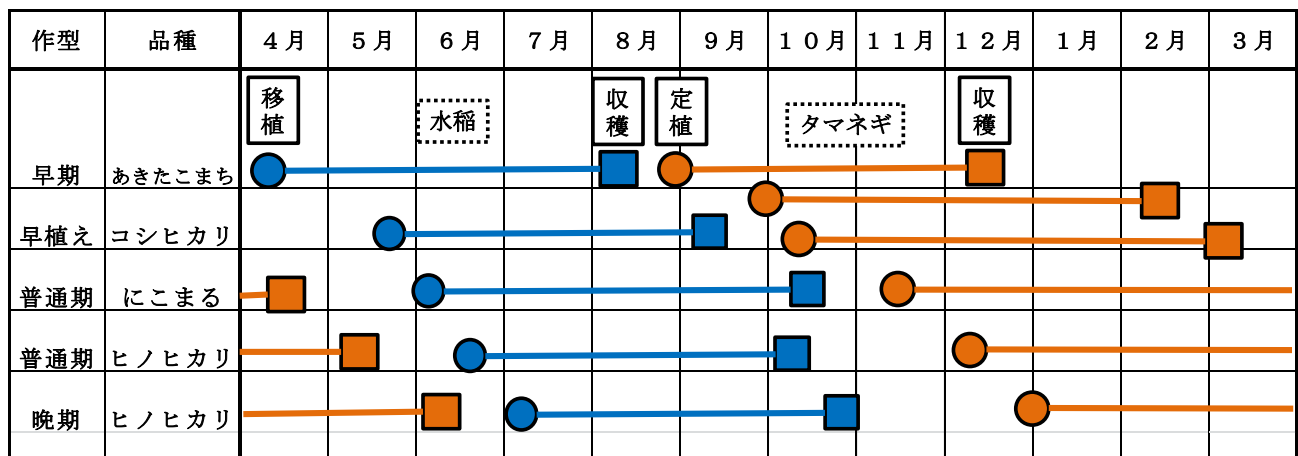 作型 品種 ４月 ５月 ６月 ７月 ８月 ９月 １０月 １１月 １２月 １月 ２月 ３月
移植 水稲 収穫 定植 タマネギ 収穫
早期 あきたこまち
早植え コシヒカリ
普通期 にこまる
普通期 ヒノヒカリ
晩期 ヒノヒカリ